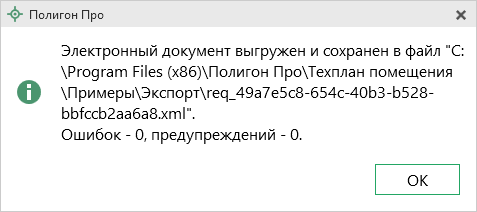 Полигон Про
Электронный документ выгружен и сохранен в файл "C:
\Program Files (x86)\Полигон Про\Техплан помещения
\Примеры\Экспорт\req_49a7e5c8-654c-40b3-b528-
bbfccb2aa6a8.xml".
Ошибок - 0, предупреждений - 0.
ОК